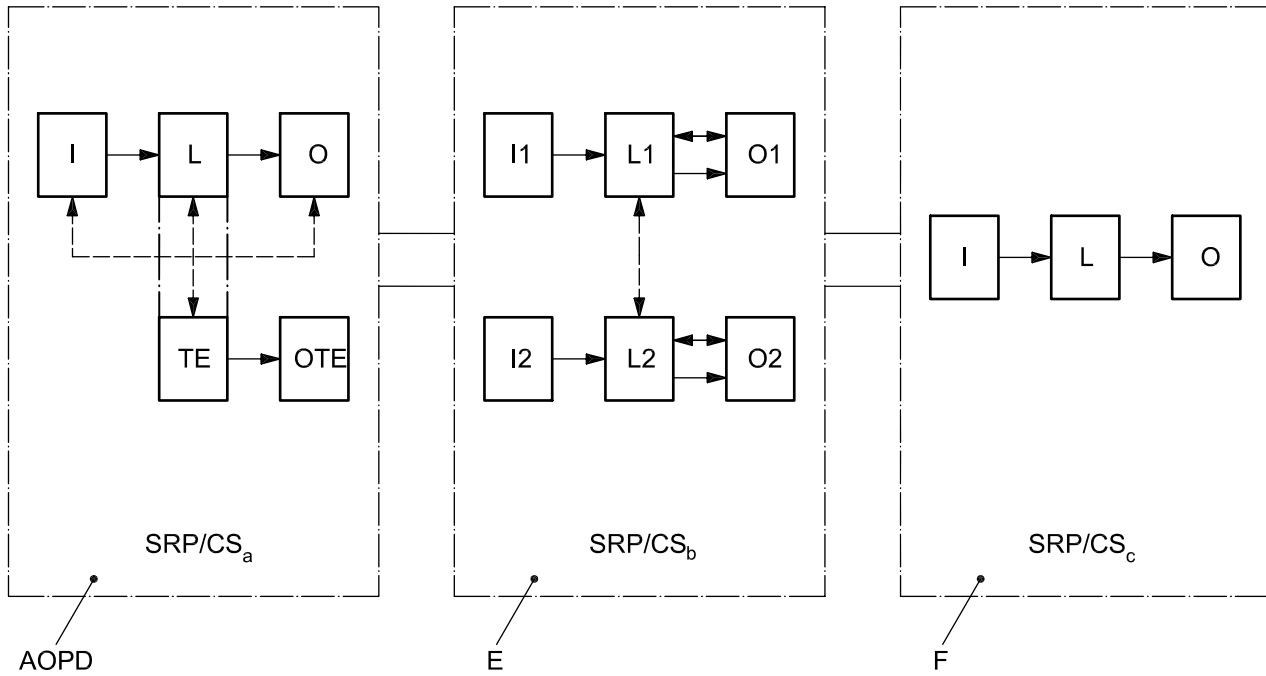 I L O
TE OTE
SRP/CSa
AOPD
I1 L1 O1
I2 L2 O2
SRP/CSb
E
I L O
SRP/CSc
F